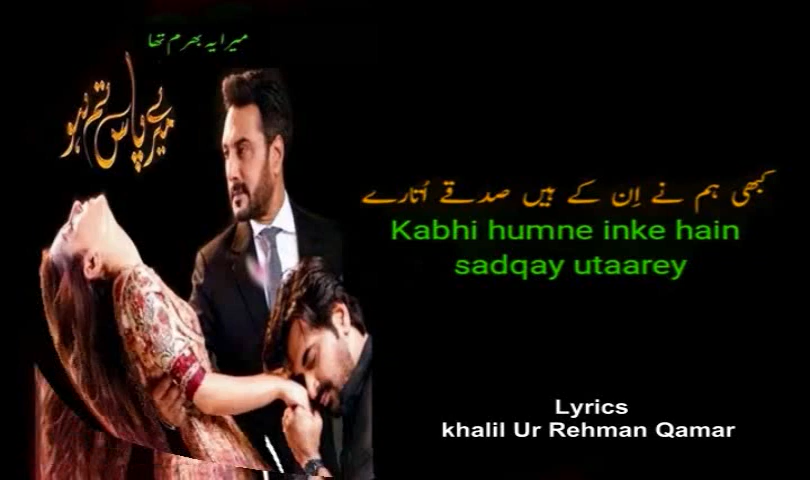 میرا یہ بھرم تھا
میرے پاس تم ہو
کبھی ہم نے اِن کے ہیں صدقے اُتارے
Kabhi humne inke hain
sadqay utaarey
Lyrics
khalil Ur Rehman Qamar